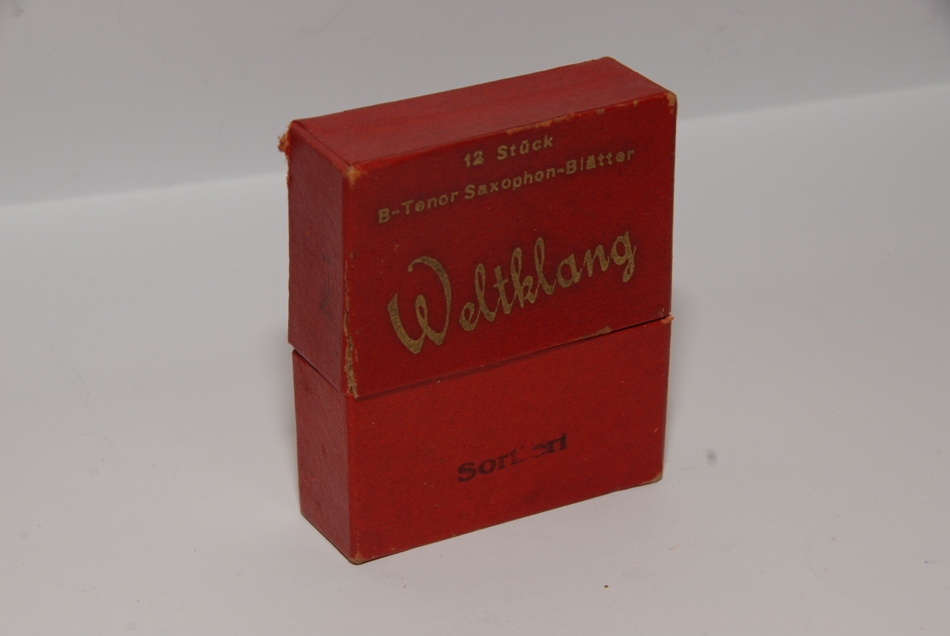 12 Stück
B-Tenor Saxophon-Blätter
Weltklang
Sortiert